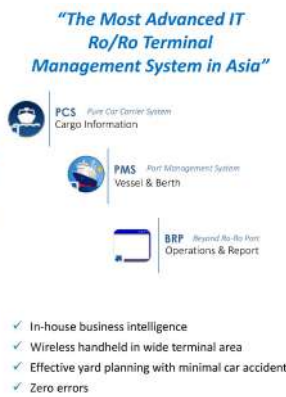 "The Most Advanced IT
Ro/Ro Terminal
Management System in Asia"
PCS Pure Car Carrier System
Cargo Information
PMS Port Management System
Vessel & Berth
BRP Beyond Ro-Ro Port
Operations & Report
✓ In-house business intelligence
✓ Wireless handheld in wide terminal area
✓ Effective yard planning with minimal car accident
✓ Zero errors